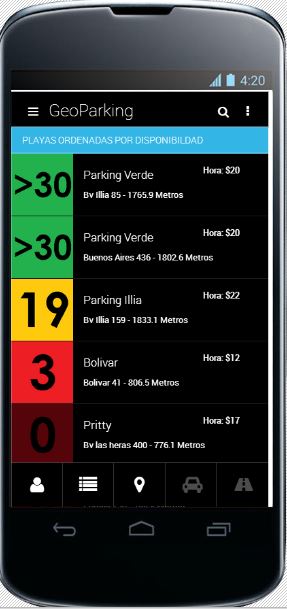 4:20
GeoParking
PLAYAS ORDENADAS POR DISPONIBILDAD
>30
Parking Verde
Hora: $20
Bv Illia 85 - 1765.9 Metros
>30
Parking Verde
Hora: $20
Buenos Aires 436 - 1802.6 Metros
19
Parking Illia
Hora: $22
Bv Illia 159 - 1833.1 Metros
3
Bolivar
Hora: $12
Bolivar 41 - 806.5 Metros
0
Pritty
Hora: $17
Bv las heras 400 - 776.1 Metros